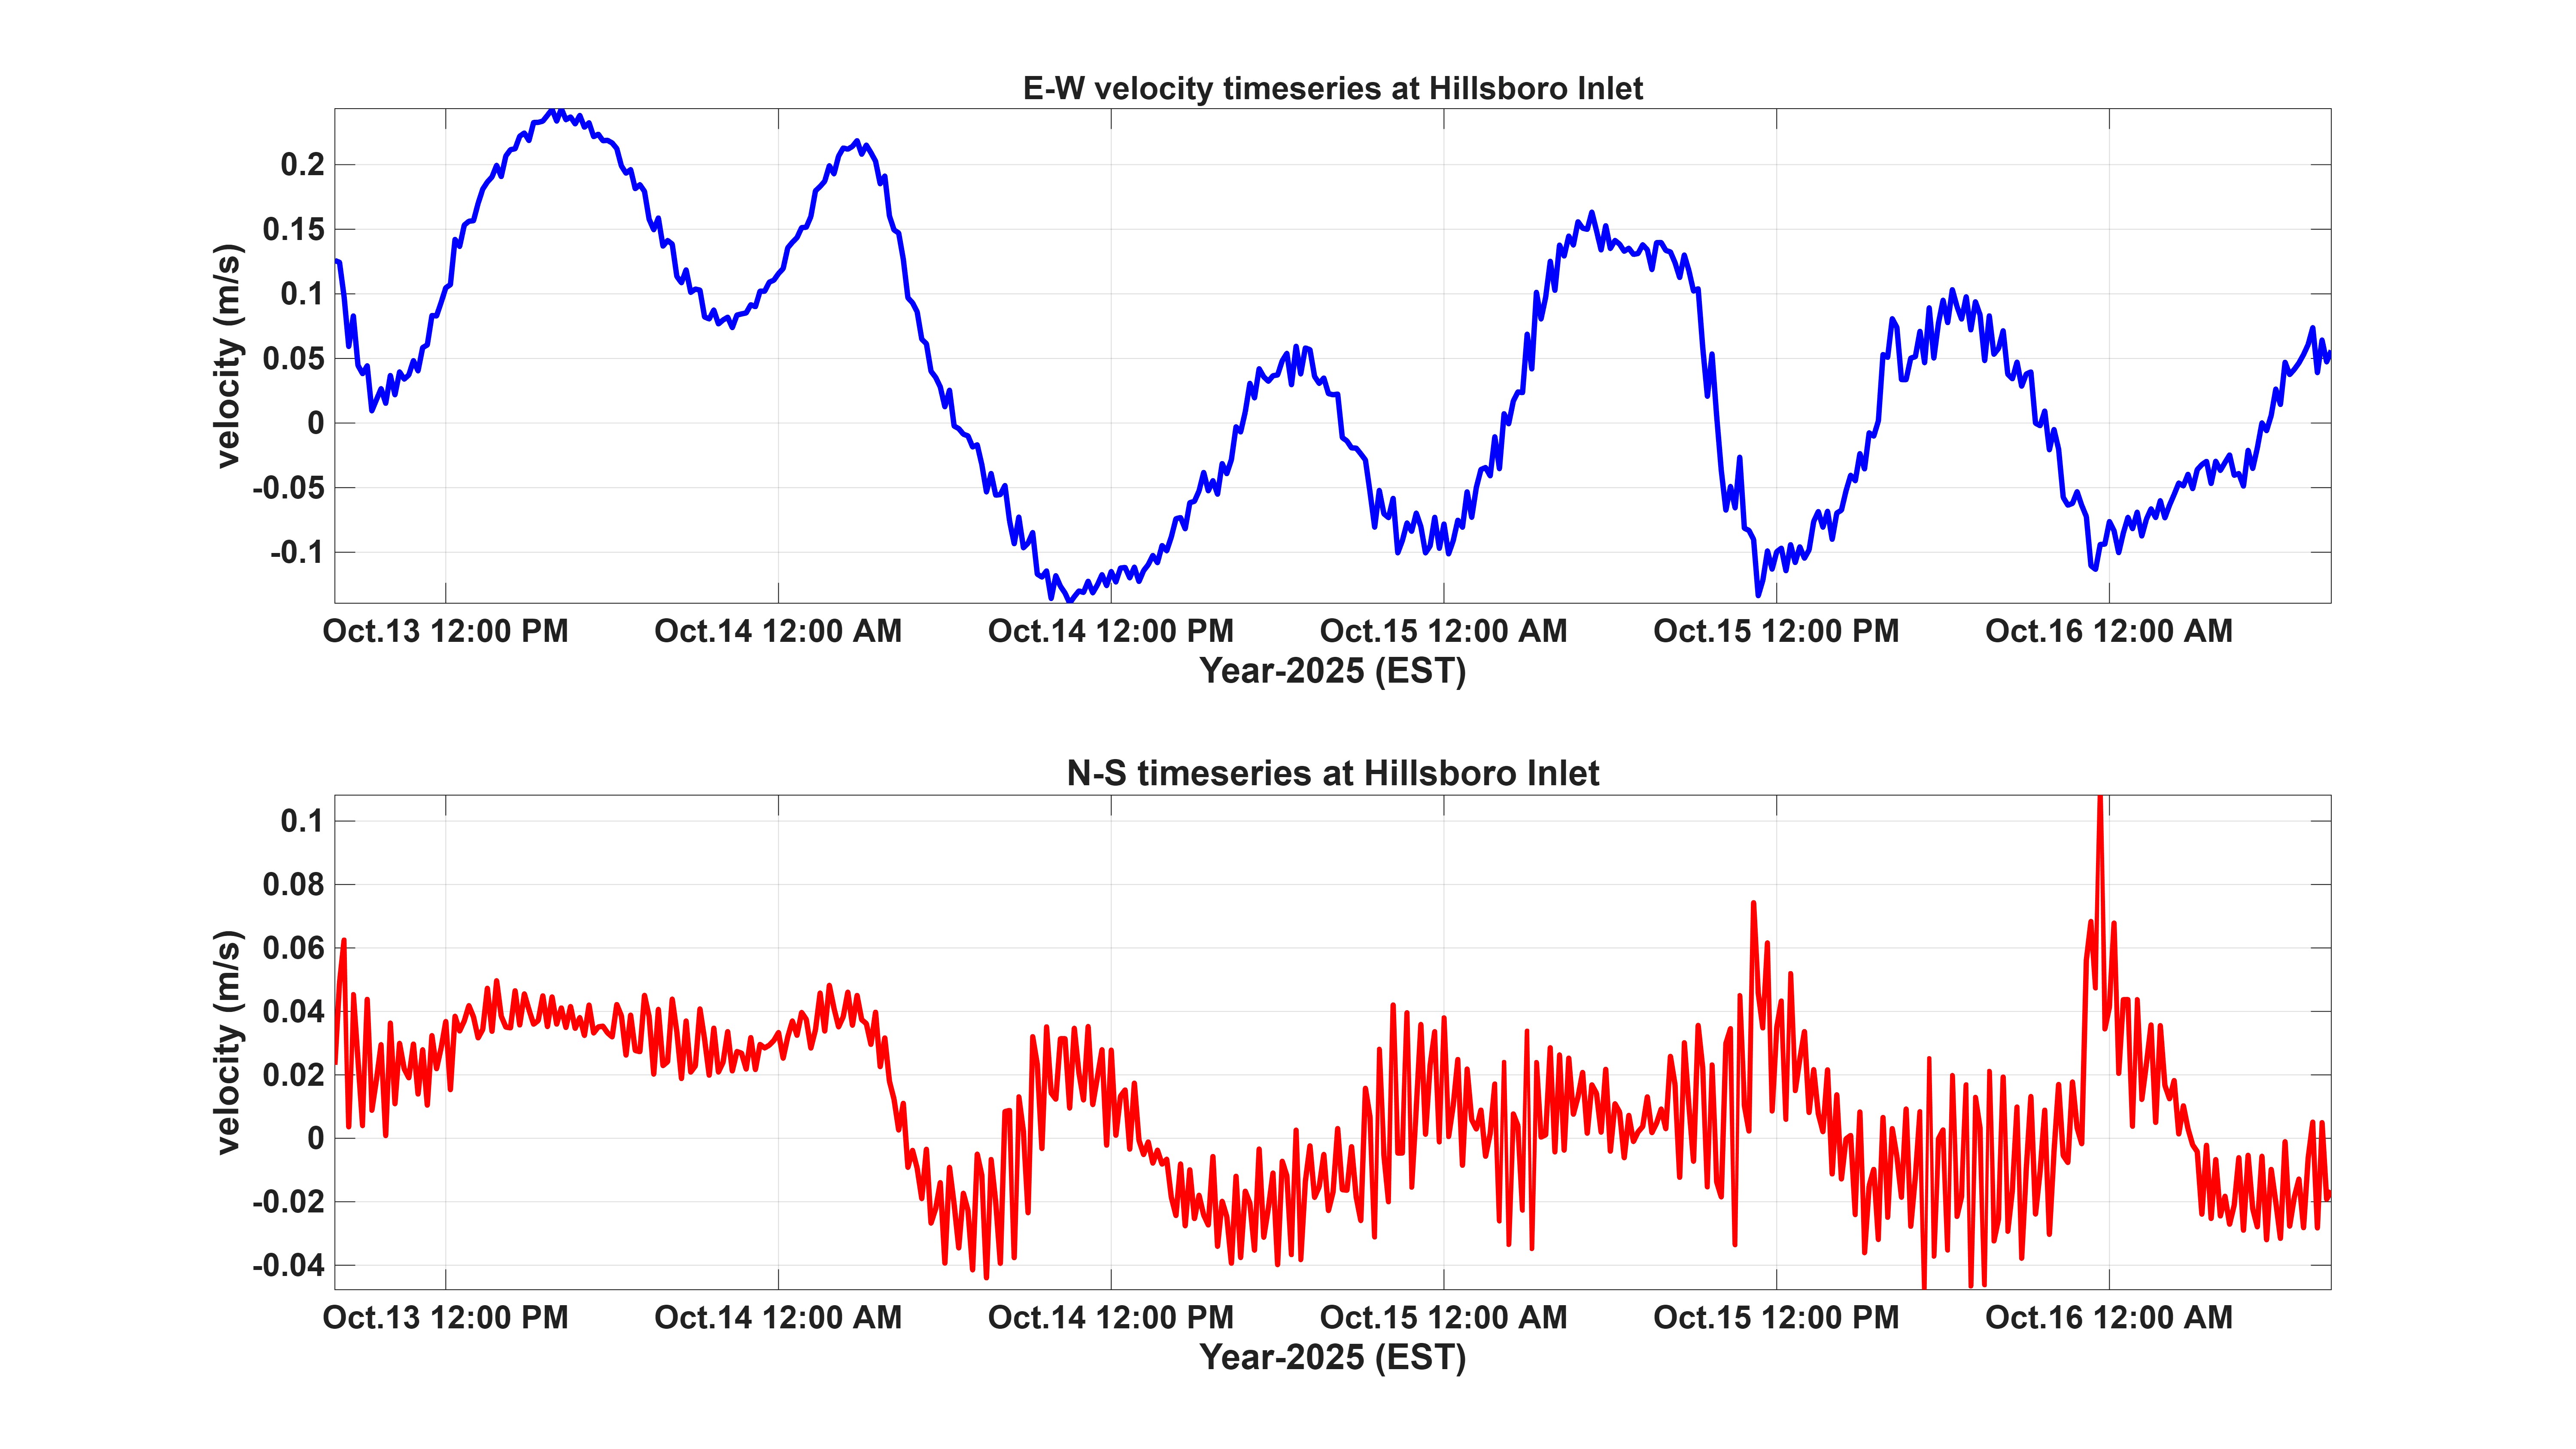 E-W velocity timeseries at Hillsboro Inlet
velocity (m/s)
0.2
0.15
0.1
0.05
0
-0.05
-0.1
Oct.13 12:00 PM Oct.14 12:00 AM Oct.14 12:00 PM Oct.15 12:00 AM Oct.15 12:00 PM Oct.16 12:00 AM
Year-2025 (EST)
N-S timeseries at Hillsboro Inlet
velocity (m/s)
0.1
0.08
0.06
0.04
0.02
0
-0.02
-0.04
Oct.13 12:00 PM Oct.14 12:00 AM Oct.14 12:00 PM Oct.15 12:00 AM Oct.15 12:00 PM Oct.16 12:00 AM
Year-2025 (EST)